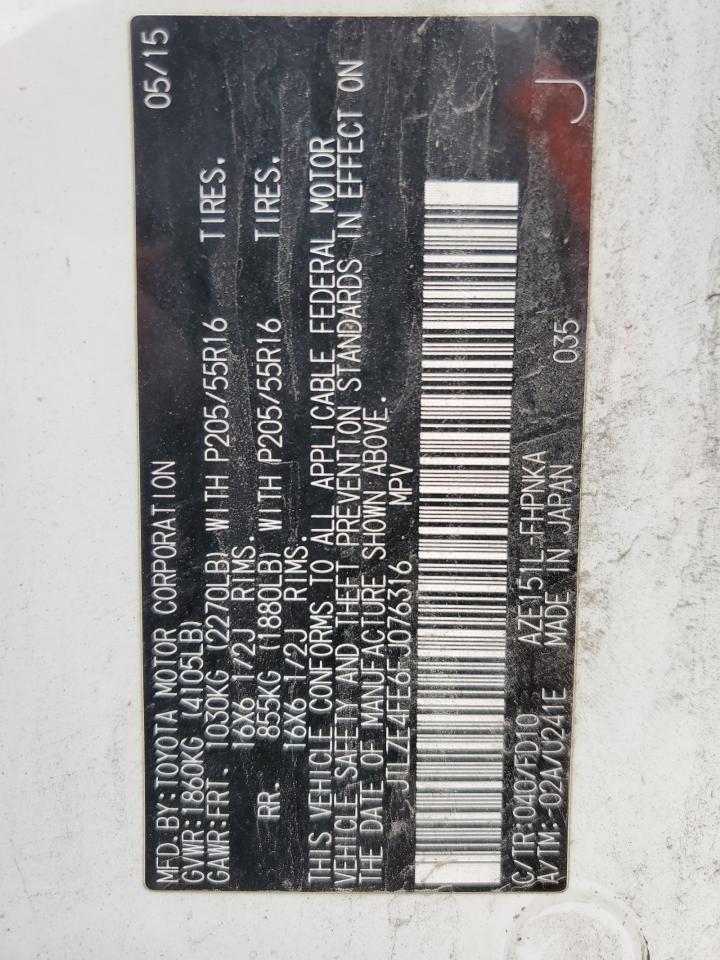 MFD.BY:TOYOTA MOTOR CORPORATION 05/15
GVWR:1860KG (4105LB)
GAWR:FRT. 1030KG (2270LB) WITH P205/55R16 TIRES.
16X6 1/2J RIMS.
RR. 855KG (1880LB) WITH P205/55R16 TIRES.
16X6 1/2J RIMS.
THIS VEHICLE CONFORMS TO ALL APPLICABLE FEDERAL MOTOR
VEHICLE SAFETY AND THEFT PREVENTION STANDARDS IN EFFECT ON
THE DATE OF MANUFACTURE SHOWN ABOVE.
JTLZE4FE6FJ076316 MPV
C/TR:040/FD10 AZE151L-FHPNKA
A/TM:-02A/U241E MADE IN JAPAN 035 J